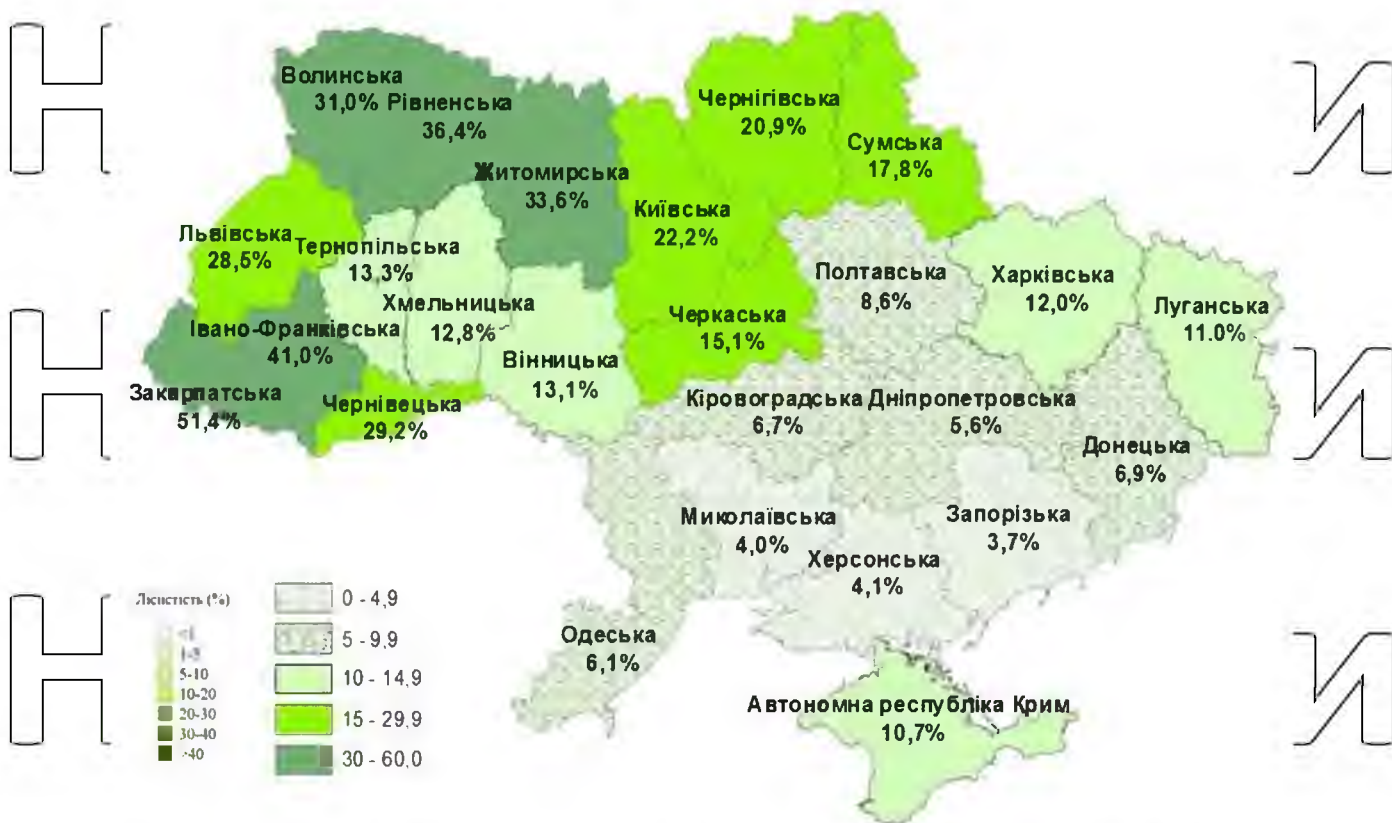 Волинська
31,0%
Рівненська
36,4%
Житомирська
33,6%
Чернігівська
20,9%
Сумська
17,8%
Київська
22,2%
Львівська
28,5%
Тернопільська
13,3%
Хмельницька
12,8%
Івано-Франківська
41,0%
Закарпатська
51,4%
Чернівецька
29,2%
Вінницька
13,1%
Черкаська
15,1%
Полтавська
8,6%
Харківська
12,0%
Луганська
11.0%
Кіровоградська
6,7%
Дніпропетровська
5,6%
Донецька
6,9%
Миколаївська
4,0%
Херсонська
4,1%
Запорізька
3,7%
Одеська
6,1%
Автономна республіка Крим
10,7%
Лісистість (%)
<1
1-5
5-10
10-20
20-30
30-40
>40
0 - 4,9
5 - 9,9
10 - 14,9
15 - 29,9
30 - 60,0
Н
Н
Н
И
И
И